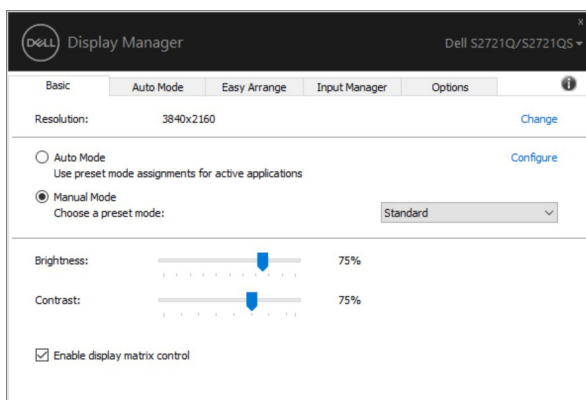 x
DELL Display Manager Dell S2721Q/S2721QS
Basic Auto Mode Easy Arrange Input Manager Options i
Resolution: 3840x2160 Change
Auto Mode Configure
Use preset mode assignments for active applications
Manual Mode
Choose a preset mode: Standard
Brightness: 75%
Contrast: 75%
Enable display matrix control